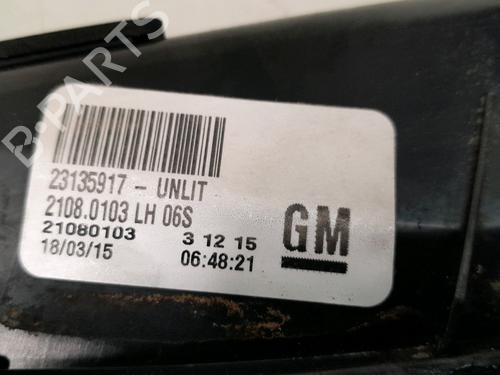 B-PARTS
23135917 - UNLIT
2108.0103 LH 06S
21080103 3 12 15
18/03/15 06:48:21
GM